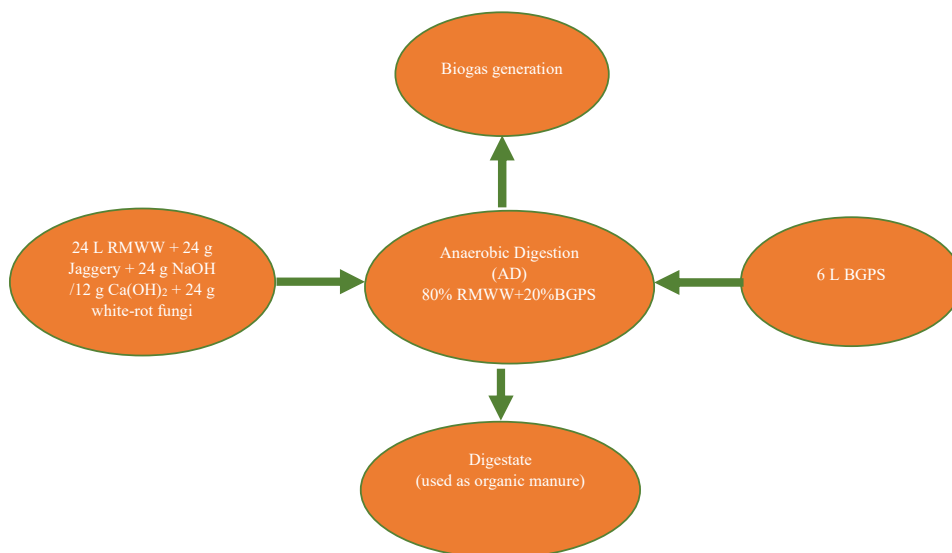 Biogas generation
24 L RMWW + 24 g
Jaggery + 24 g NaOH
/12 g Ca(OH)₂ + 24 g
white-rot fungi
Anaerobic Digestion
(AD)
80% RMWW+20%BGPS
6 L BGPS
Digestate
(used as organic manure)